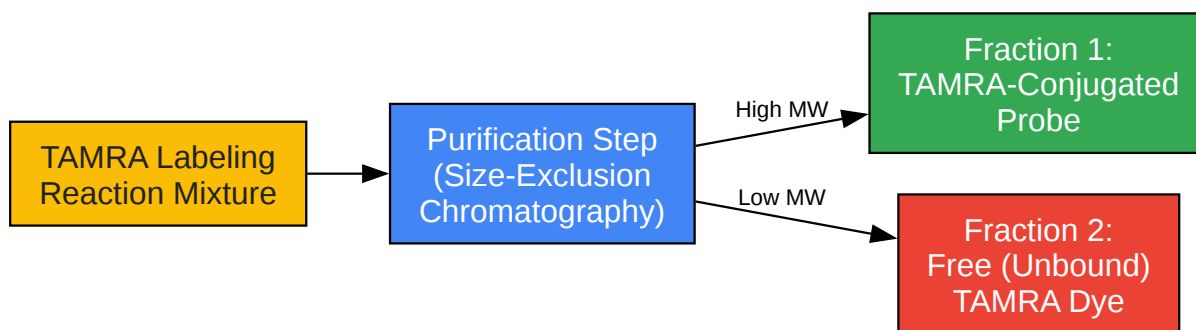 TAMRA Labeling
Reaction Mixture
Purification Step
(Size-Exclusion
Chromatography)
High MW
Low MW
Fraction 1:
TAMRA-Conjugated
Probe
Fraction 2:
Free (Unbound)
TAMRA Dye